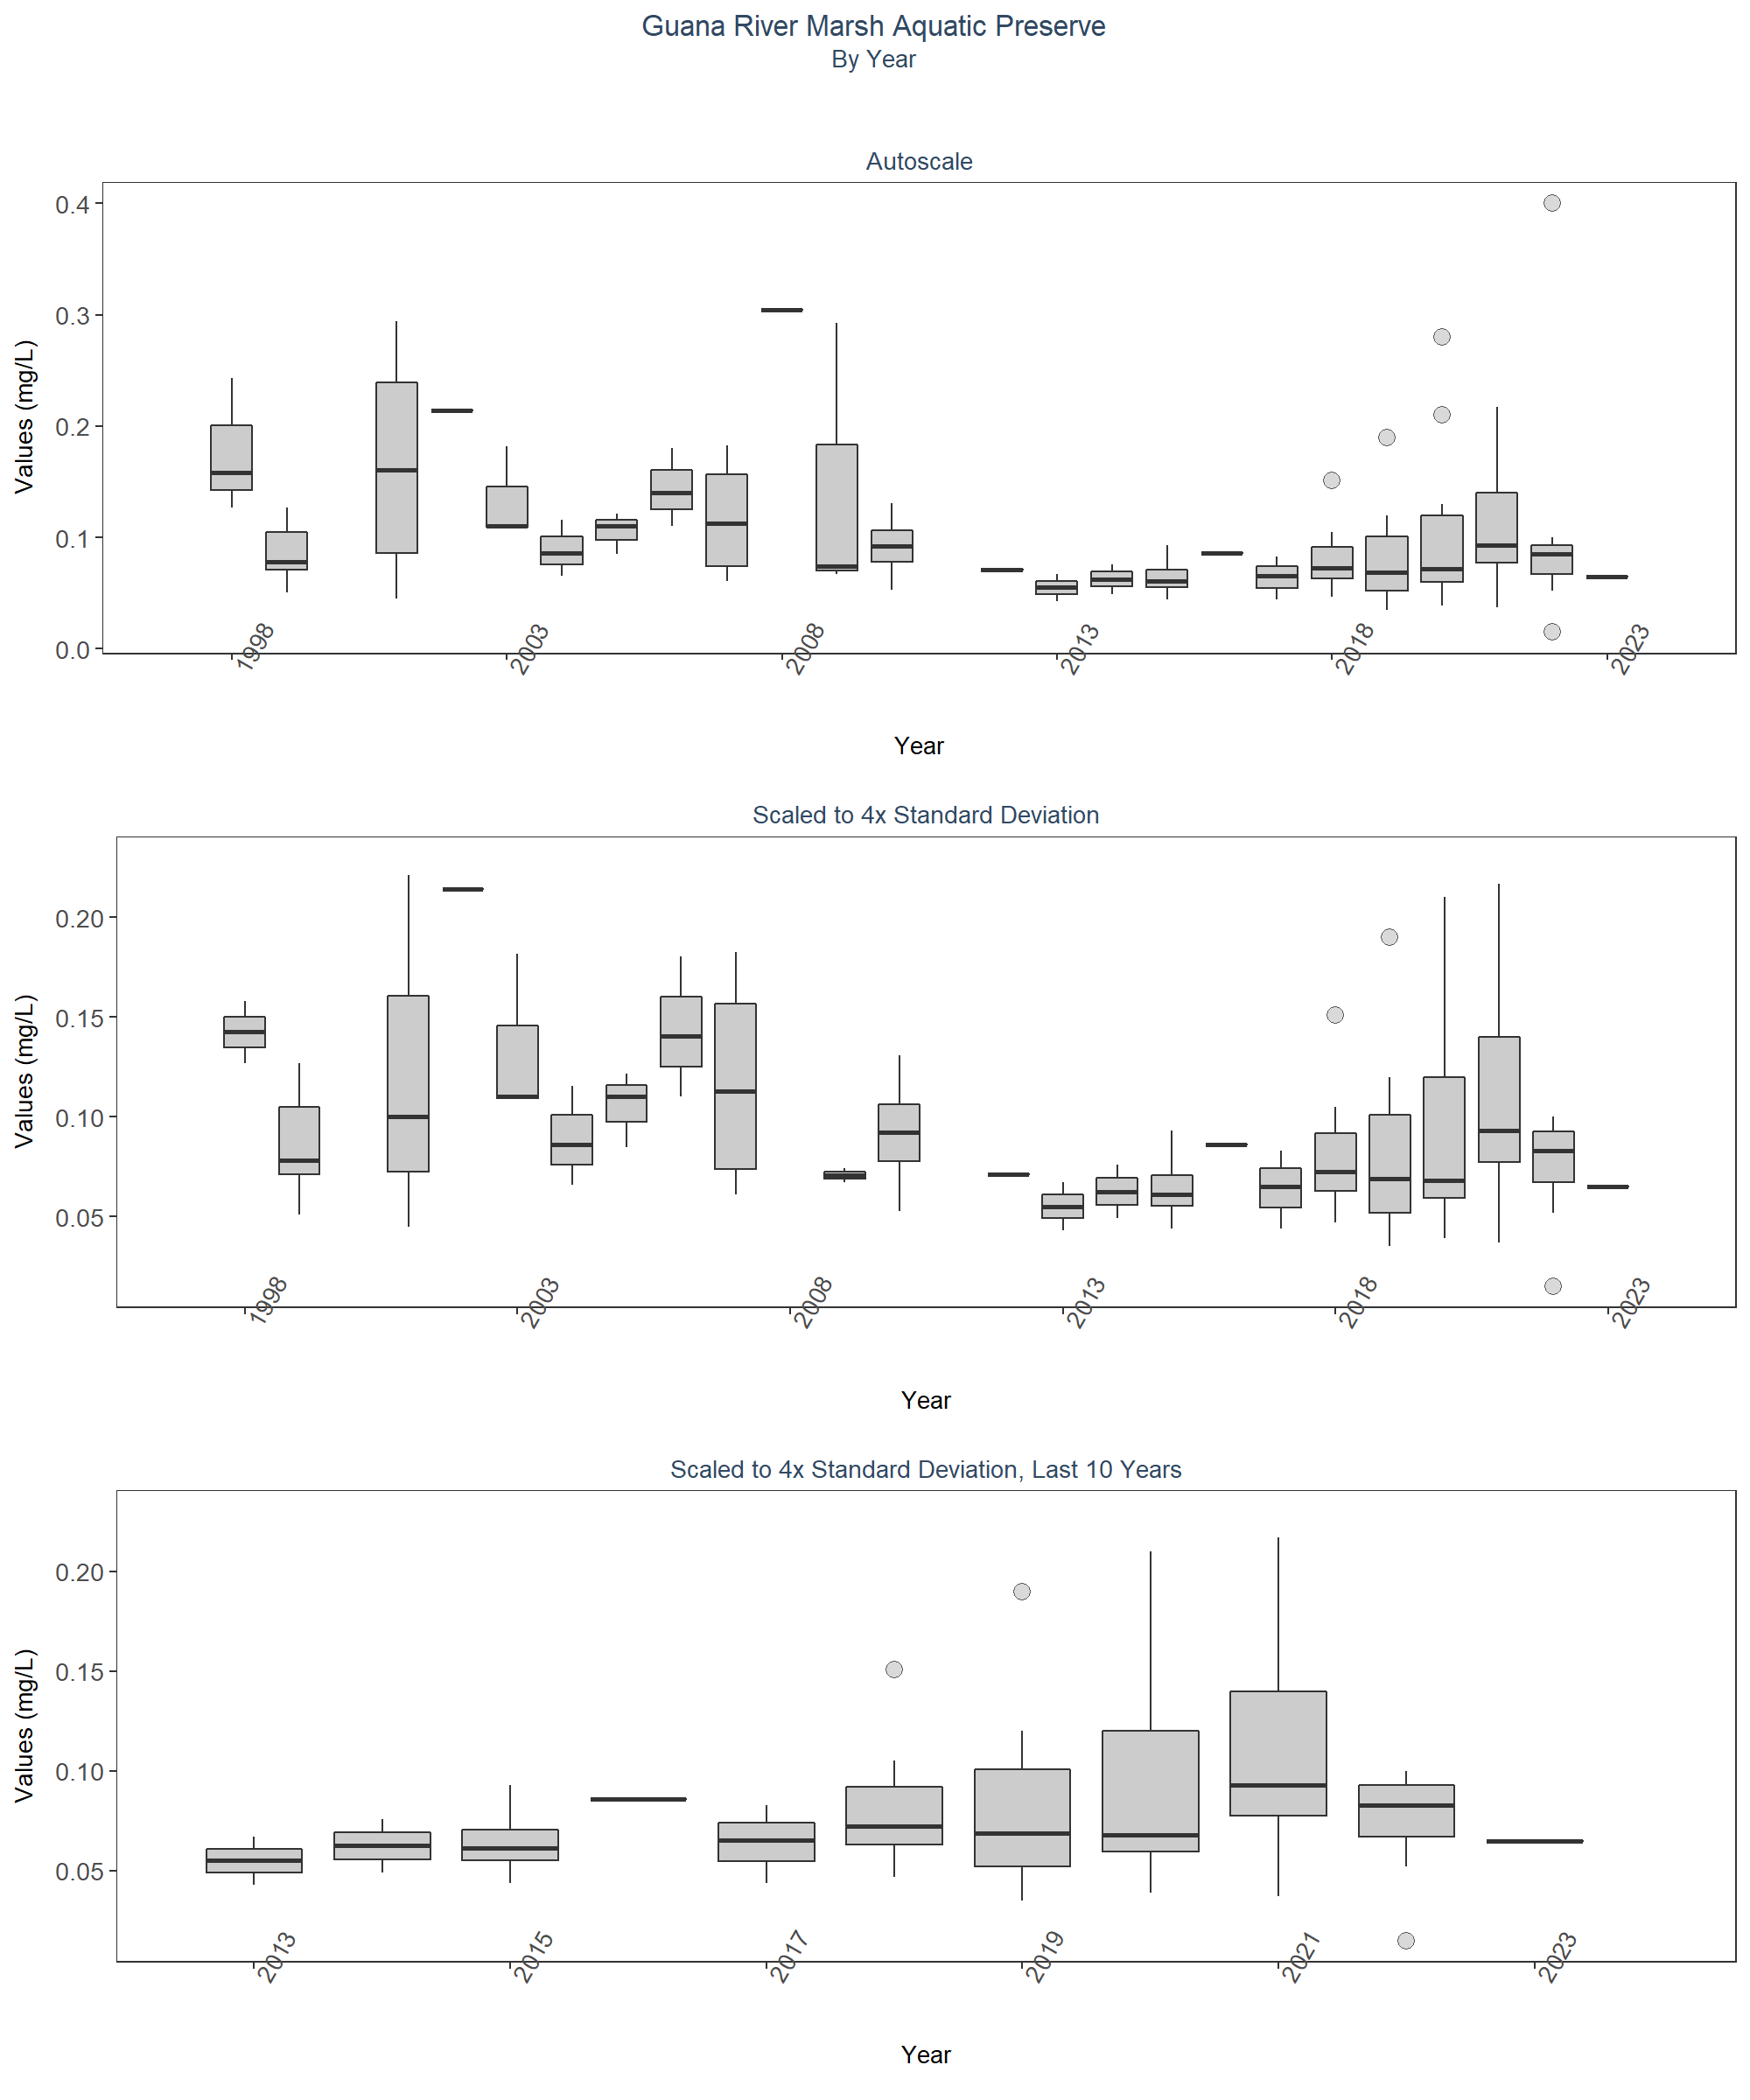 Guana River Marsh Aquatic Preserve
By Year
Autoscale
Values (mg/L)
0.4
0.3
0.2
0.1
0.0
1998 2003 2008 2013 2018 2023
Year
Scaled to 4x Standard Deviation
Values (mg/L)
0.20
0.15
0.10
0.05
1998 2003 2008 2013 2018 2023
Year
Scaled to 4x Standard Deviation, Last 10 Years
Values (mg/L)
0.20
0.15
0.10
0.05
2013 2015 2017 2019 2021 2023
Year